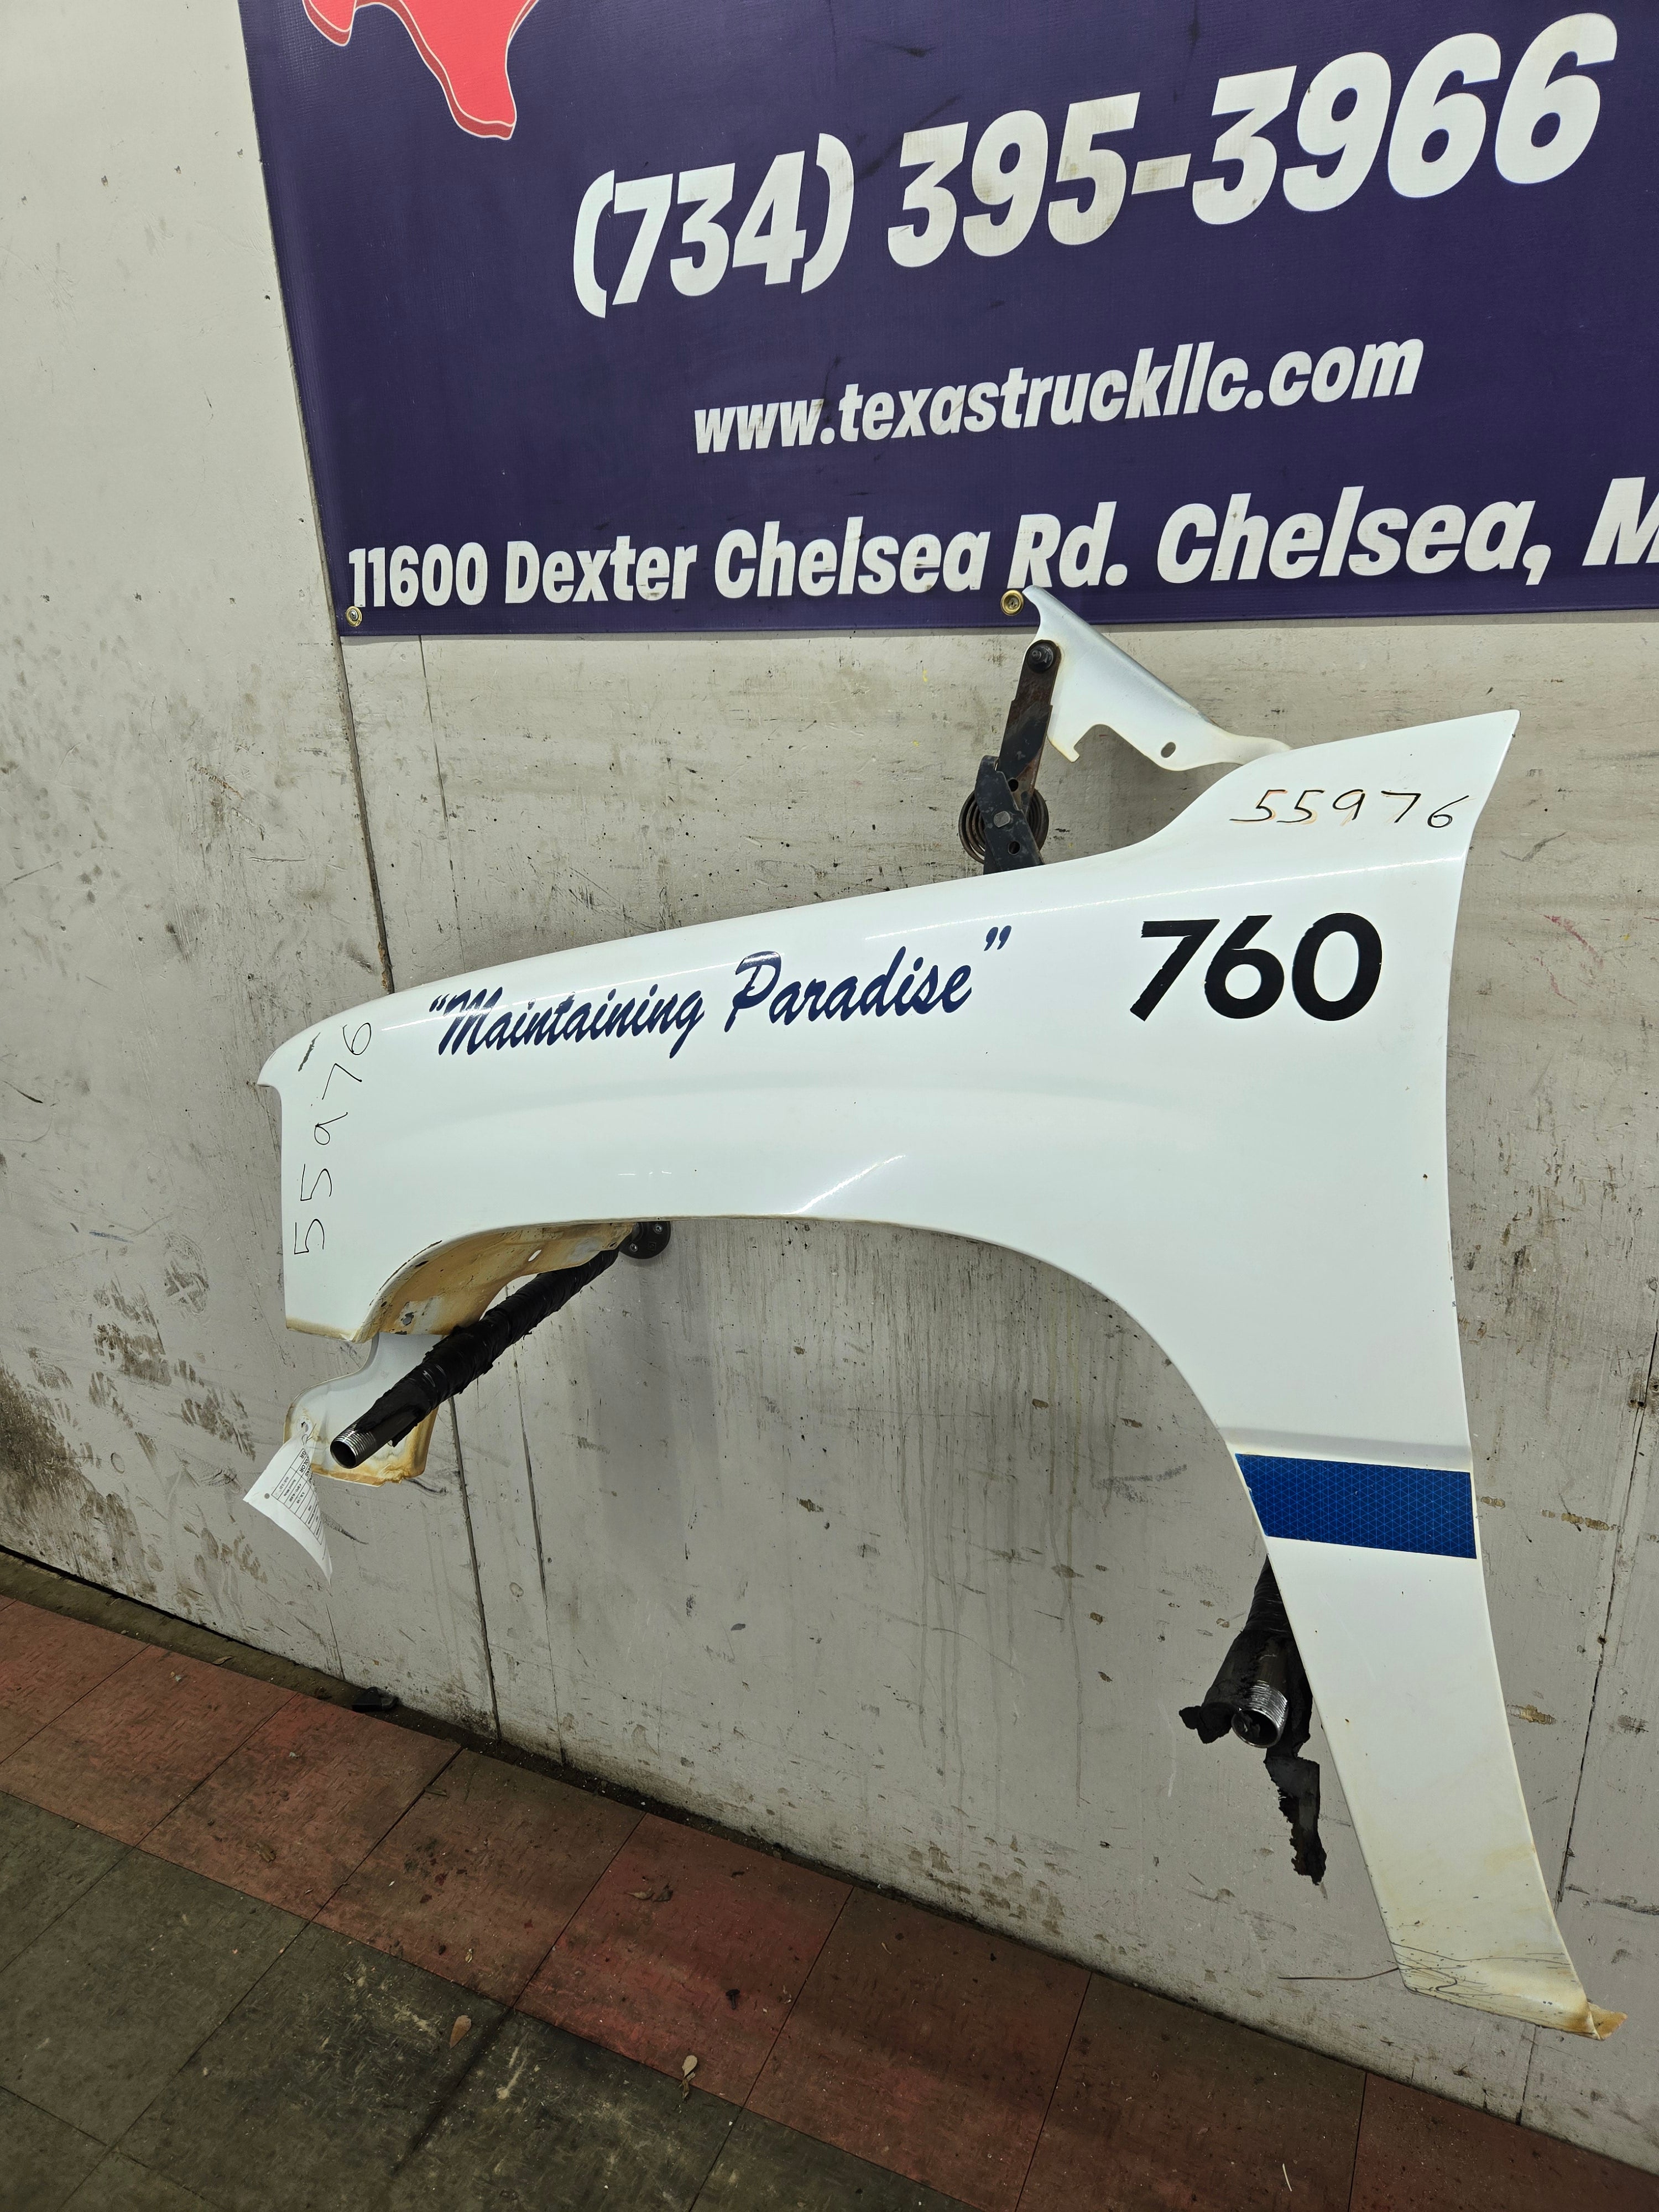 (734) 395-3966
www.texastruckllc.com
11600 Dexter Chelsea Rd. Chelsea, M
55976
760
"Maintaining Paradise"
55976